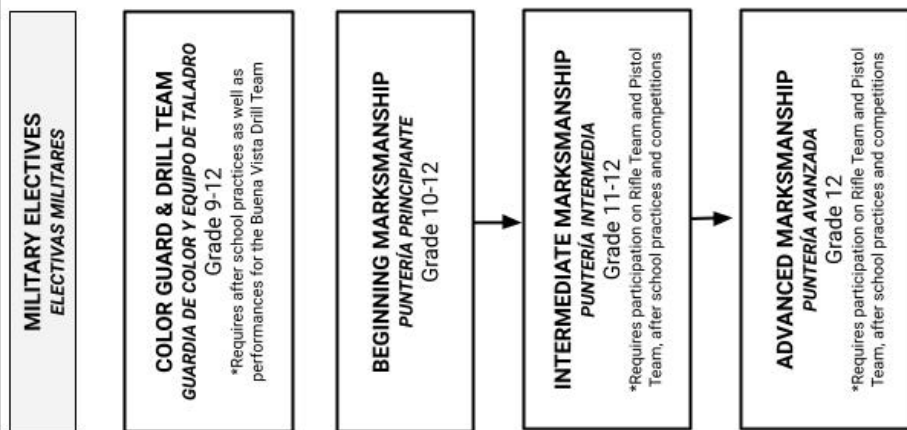 MILITARY ELECTIVES
ELECTIVAS MILITARES
COLOR GUARD & DRILL TEAM
GUARDIA DE COLOR Y EQUIPO DE TALADRO
Grade 9-12
*Requires after school practices as well as
performances for the Buena Vista Drill Team
BEGINNING MARKSMANSHIP
PUNTERÍA PRINCIPIANTE
Grade 10-12
INTERMEDIATE MARKSMANSHIP
PUNTERÍA INTERMEDIA
Grade 11-12
*Requires participation on Rifle Team and Pistol
Team, after school practices and competitions
ADVANCED MARKSMANSHIP
PUNTERÍA AVANZADA
Grade 12
*Requires participation on Rifle Team and Pistol
Team, after school practices and competitions